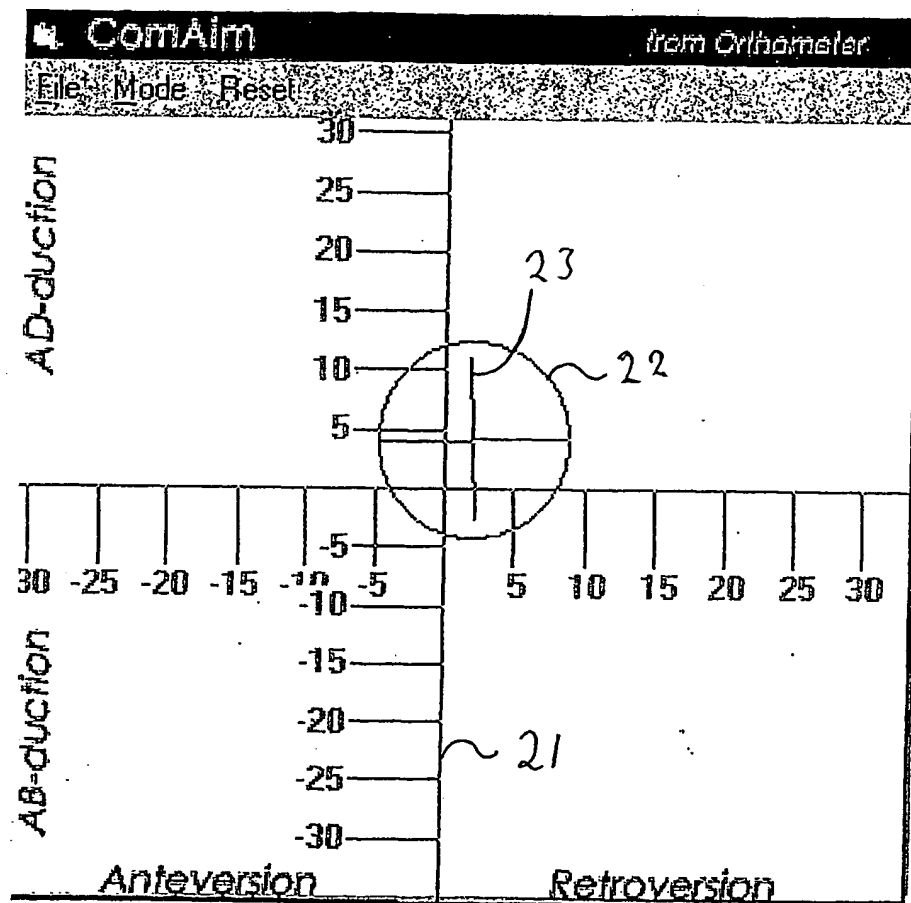 ComAim from Orthometer
File Mode Reset
30
25
20
15
10
5
-5
30 -25 -20 -15 -10 -5 5 10 15 20 25 30
-10
-15
-20
-25
-30
AD-duction
AB-duction
23
22
21
Anteversion Retroversion